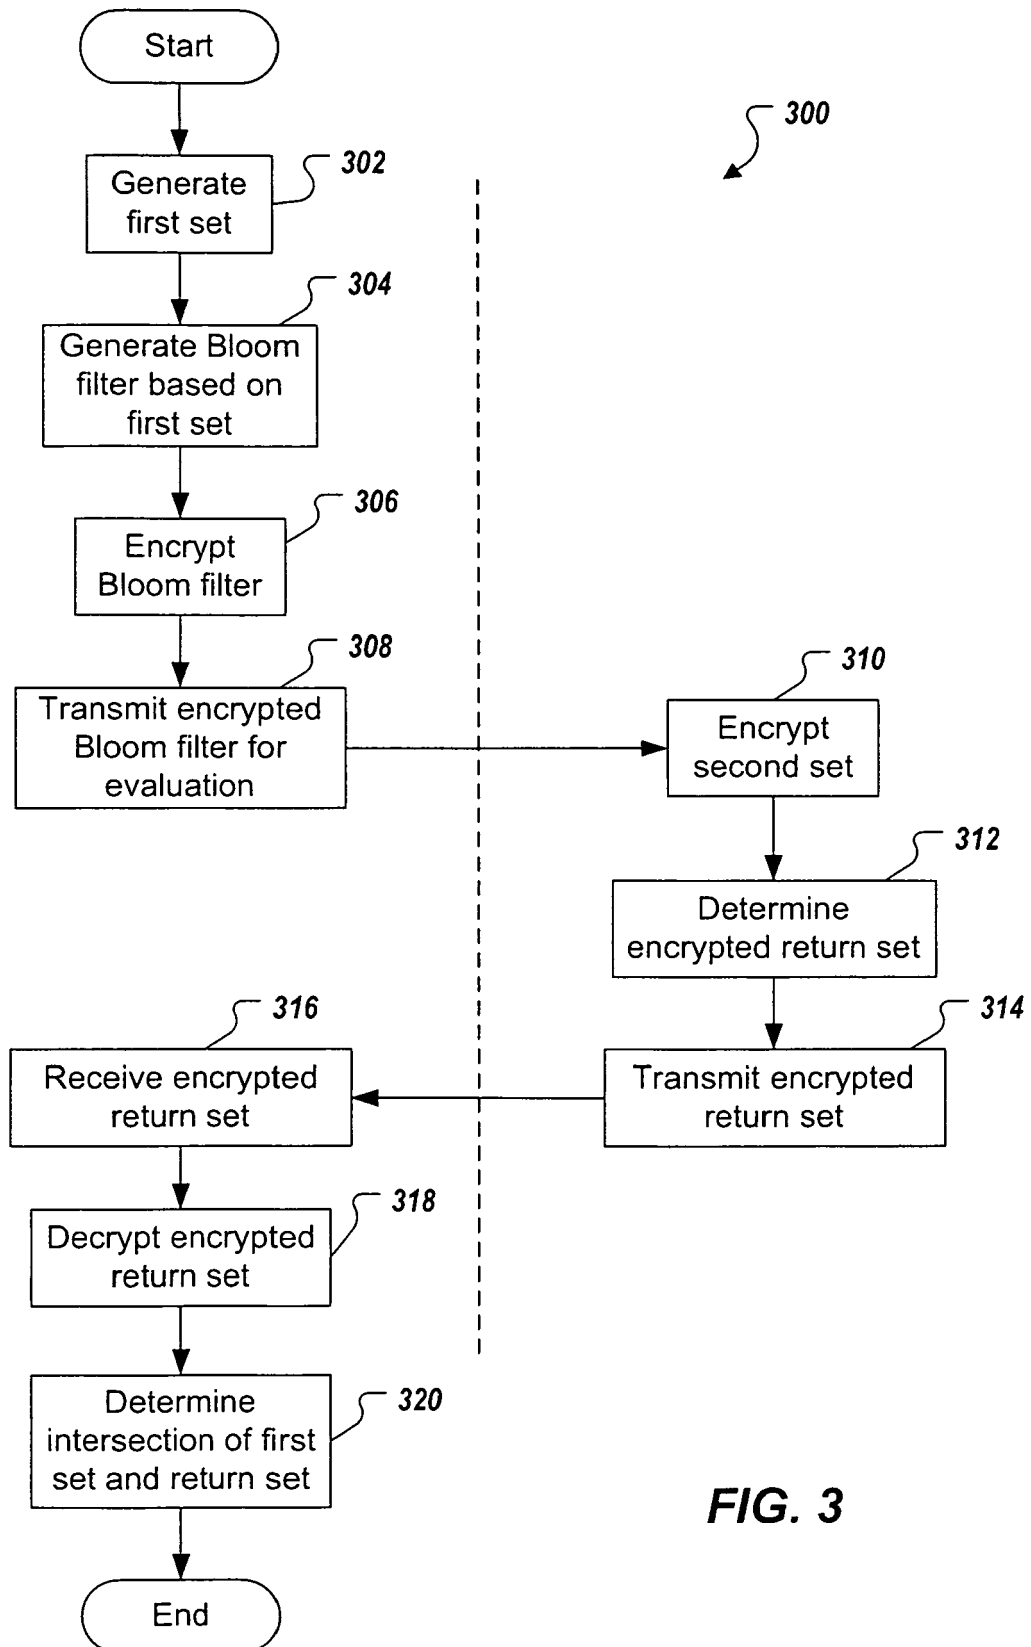 Start
300
302
Generate
first set
304
Generate Bloom
filter based on
first set
306
Encrypt
Bloom filter
308
Transmit encrypted
Bloom filter for
evaluation
310
Encrypt
second set
312
Determine
encrypted return set
314
Transmit encrypted
return set
316
Receive encrypted
return set
318
Decrypt encrypted
return set
320
Determine
intersection of first
set and return set
FIG. 3
End